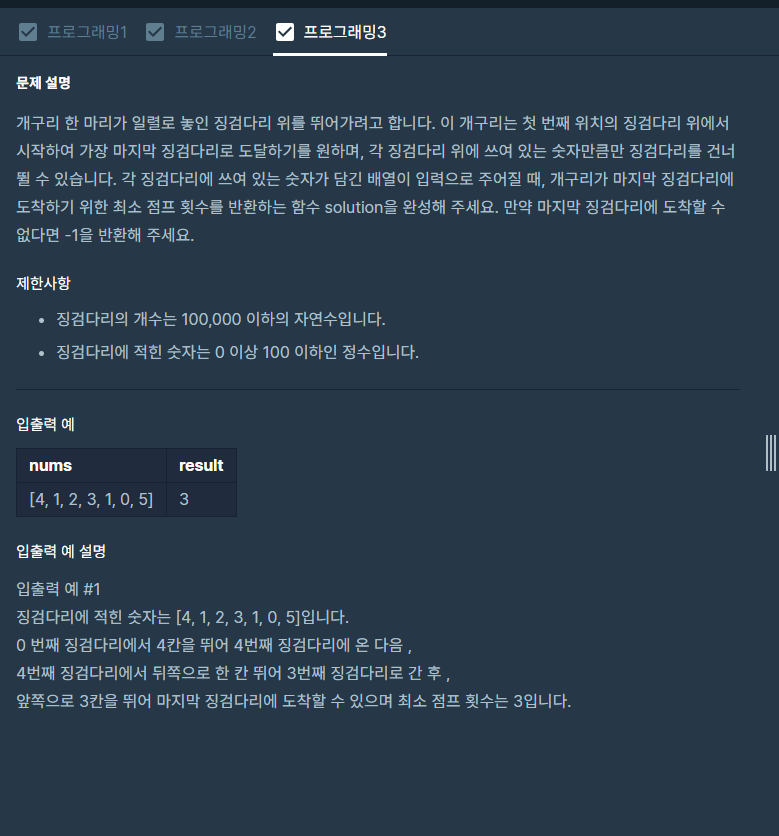 프로그래밍1 프로그래밍2 프로그래밍3
문제 설명
개구리 한 마리가 일렬로 놓인 징검다리 위를 뛰어가려고 합니다. 이 개구리는 첫 번째 위치의 징검다리 위에서
시작하여 가장 마지막 징검다리로 도달하기를 원하며, 각 징검다리 위에 쓰여 있는 숫자만큼만 징검다리를 건너
뛸 수 있습니다. 각 징검다리에 쓰여 있는 숫자가 담긴 배열이 입력으로 주어질 때, 개구리가 마지막 징검다리에
도착하기 위한 최소 점프 횟수를 반환하는 함수 solution을 완성해 주세요. 만약 마지막 징검다리에 도착할 수
없다면 -1을 반환해 주세요.
제한사항
• 징검다리의 개수는 100,000 이하의 자연수입니다.
• 징검다리에 적힌 숫자는 0 이상 100 이하인 정수입니다.
입출력 예
nums result
[4, 1, 2, 3, 1, 0, 5] 3
입출력 예 설명
입출력 예 #1
징검다리에 적힌 숫자는 [4, 1, 2, 3, 1, 0, 5]입니다.
0 번째 징검다리에서 4칸을 뛰어 4번째 징검다리에 온 다음 ,
4번째 징검다리에서 뒤쪽으로 한 칸 뛰어 3번째 징검다리로 간 후 ,
앞쪽으로 3칸을 뛰어 마지막 징검다리에 도착할 수 있으며 최소 점프 횟수는 3입니다.